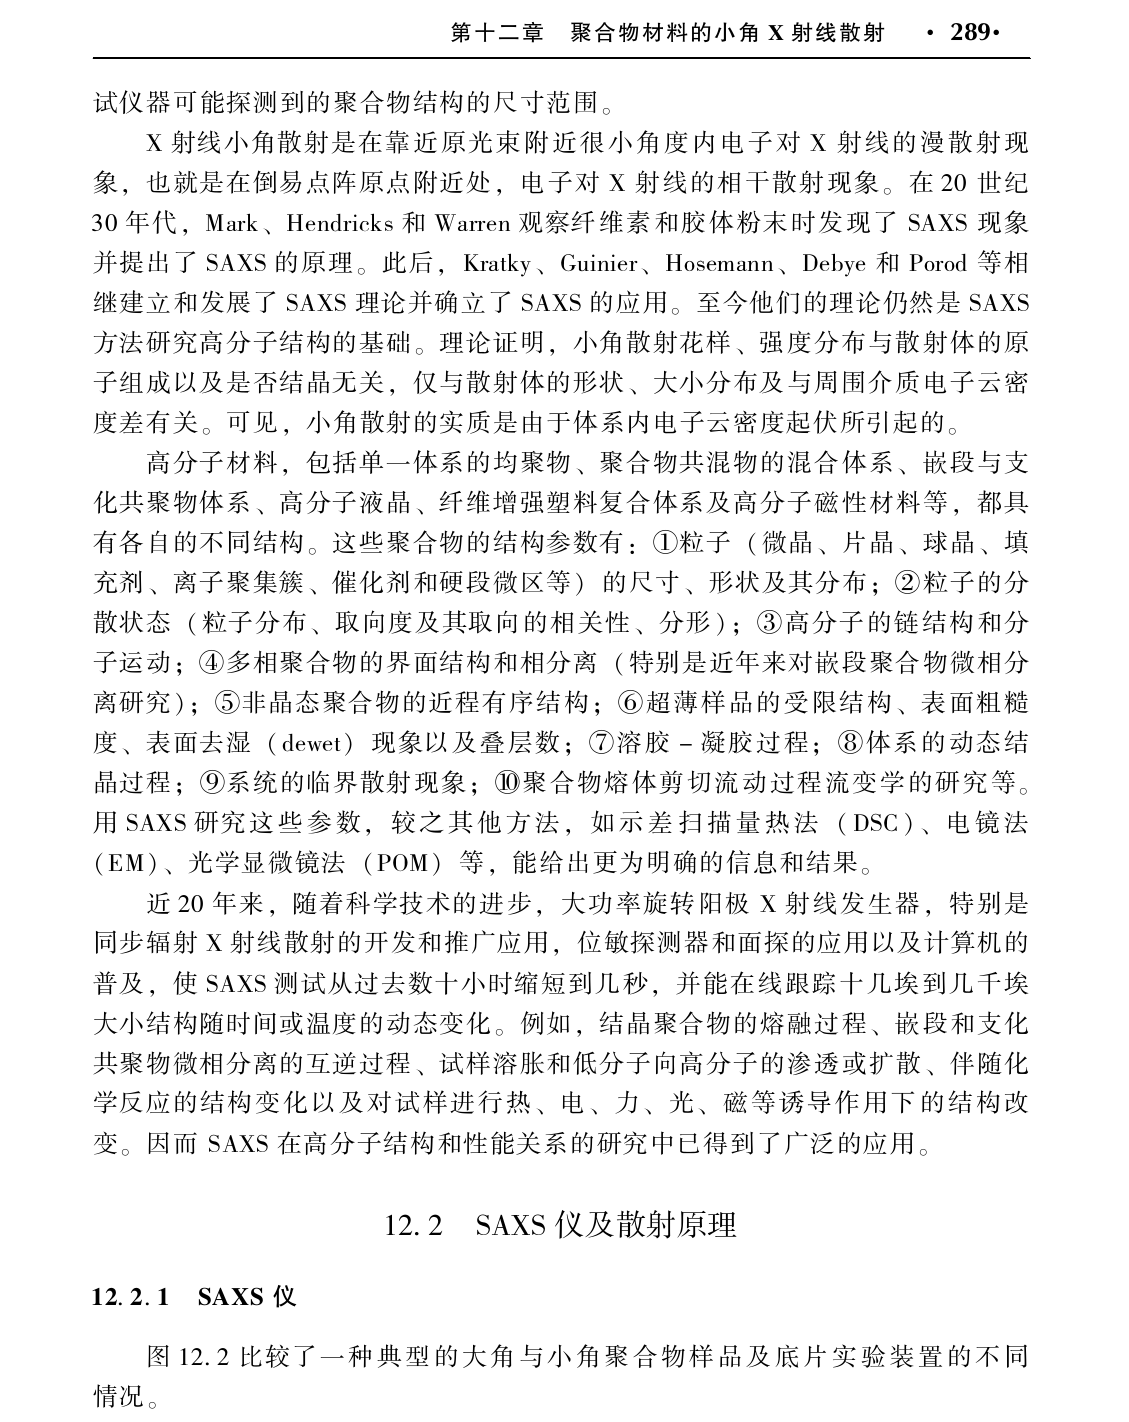 第十二章　聚合物材料的小角 X 射线散射　· 289·
试仪器可能探测到的聚合物结构的尺寸范围。
X 射线小角散射是在靠近原光束附近很小角度内电子对 X 射线的漫散射现
象，也就是在倒易点阵原点附近处，电子对 X 射线的相干散射现象。在 20 世纪
30 年代，Mark、Hendricks 和 Warren 观察纤维素和胶体粉末时发现了 SAXS 现象
并提出了 SAXS 的原理。此后，Kratky、Guinier、Hosemann、Debye 和 Porod 等相
继建立和发展了 SAXS 理论并确立了 SAXS 的应用。至今他们的理论仍然是 SAXS
方法研究高分子结构的基础。理论证明，小角散射花样、强度分布与散射体的原
子组成以及是否结晶无关，仅与散射体的形状、大小分布及与周围介质电子云密
度差有关。可见，小角散射的实质是由于体系内电子云密度起伏所引起的。
高分子材料，包括单一体系的均聚物、聚合物共混物的混合体系、嵌段与支
化共聚物体系、高分子液晶、纤维增强塑料复合体系及高分子磁性材料等，都具
有各自的不同结构。这些聚合物的结构参数有：①粒子（微晶、片晶、球晶、填
充剂、离子聚集簇、催化剂和硬段微区等）的尺寸、形状及其分布；②粒子的分
散状态（粒子分布、取向度及其取向的相关性、分形）；③高分子的链结构和分
子运动；④多相聚合物的界面结构和相分离（特别是近年来对嵌段聚合物微相分
离研究）；⑤非晶态聚合物的近程有序结构；⑥超薄样品的受限结构、表面粗糙
度、表面去湿（dewet）现象以及叠层数；⑦溶胶－凝胶过程；⑧体系的动态结
晶过程；⑨系统的临界散射现象；⑩聚合物熔体剪切流动过程流变学的研究等。
用 SAXS 研究这些参数，较之其他方法，如示差扫描量热法（DSC）、电镜法
（EM）、光学显微镜法（POM）等，能给出更为明确的信息和结果。
近 20 年来，随着科学技术的进步，大功率旋转阳极 X 射线发生器，特别是
同步辐射 X 射线散射的开发和推广应用，位敏探测器和面探的应用以及计算机的
普及，使 SAXS 测试从过去数十小时缩短到几秒，并能在线跟踪十几埃到几千埃
大小结构随时间或温度的动态变化。例如，结晶聚合物的熔融过程、嵌段和支化
共聚物微相分离的互逆过程、试样溶胀和低分子向高分子的渗透或扩散、伴随化
学反应的结构变化以及对试样进行热、电、力、光、磁等诱导作用下的结构改
变。因而 SAXS 在高分子结构和性能关系的研究中已得到了广泛的应用。
12. 2　SAXS 仪及散射原理
12. 2. 1　SAXS 仪
图 12. 2 比较了一种典型的大角与小角聚合物样品及底片实验装置的不同
情况。